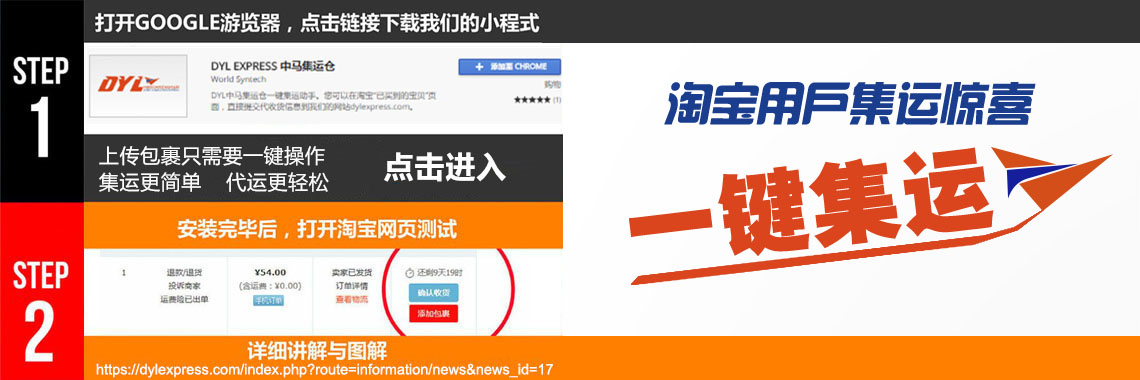 STEP
1
打开GOOGLE游览器，点击链接下载我们的小程式
DYL
DYL EXPRESS 中马集运仓
World Syntech
+ 添加至 CHROME
购物
DYL中马集运仓一键集运助手。您可以在淘宝“已买到的宝贝”页
面，直接提交代收货信息到我们的网站dylexpress.com。
★★★★★ (1)
上传包裹只需要一键操作
集运更简单 代运更轻松
点击进入
STEP
2
安装完毕后，打开淘宝网页测试
1
退款/退货
投诉商家
运费险已出单
¥54.00
(含运费：¥0.00)
手机订单
卖家已发货
订单详情
查看物流
还剩9天19时
确认收货
添加包裹
详细讲解与图解
https://dylexpress.com/index.php?route=information/news&news_id=17
淘宝用戶集运惊喜
一键集运